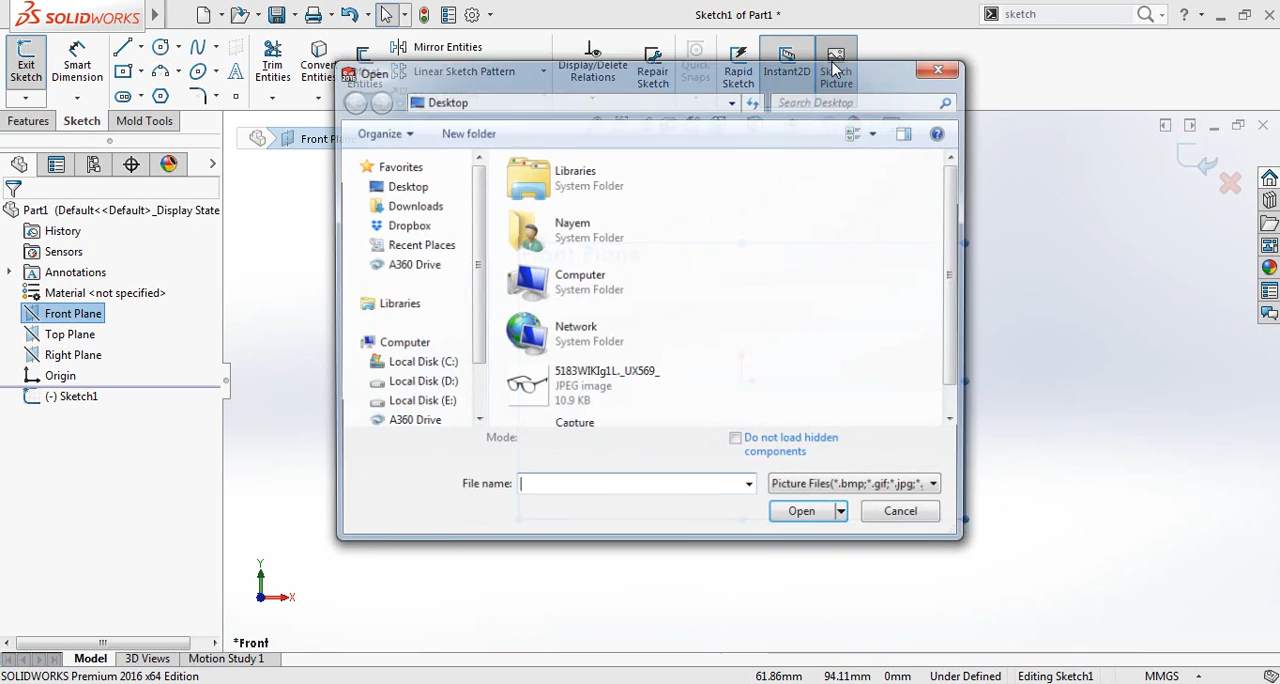 SOLIDWORKS
Sketch1 of Part1 *
sketch
Exit Sketch
Smart Dimension
Trim Entities
Convert Entities
Entities
Mirror Entities
Linear Sketch Pattern
Display/Delete Relations
Repair Sketch
Quick Snaps
Rapid Sketch
Instant2D
Sketch Picture
Features
Sketch
Mold Tools
Front Plane
Part1 (Default<<Default>_Display State
History
Sensors
Annotations
Material <not specified>
Front Plane
Top Plane
Right Plane
Origin
(-) Sketch1
Open
Desktop
Search Desktop
Organize
New folder
Favorites
Desktop
Downloads
Dropbox
Recent Places
A360 Drive
Libraries
Computer
Local Disk (C:)
Local Disk (D:)
Local Disk (E:)
A360 Drive
Libraries
System Folder
Nayem
System Folder
Computer
System Folder
Network
System Folder
5183WIKIg1L._UX569_
JPEG image
10.9 KB
Capture
Front Plane
Mode:
Do not load hidden
components
File name:
Picture Files(*.bmp;*.gif;*.jpg;*.
Open
Cancel
Y
X
*Front
Model
3D Views
Motion Study 1
SOLIDWORKS Premium 2016 x64 Edition
61.86mm
94.11mm
0mm
Under Defined
Editing Sketch1
MMGS